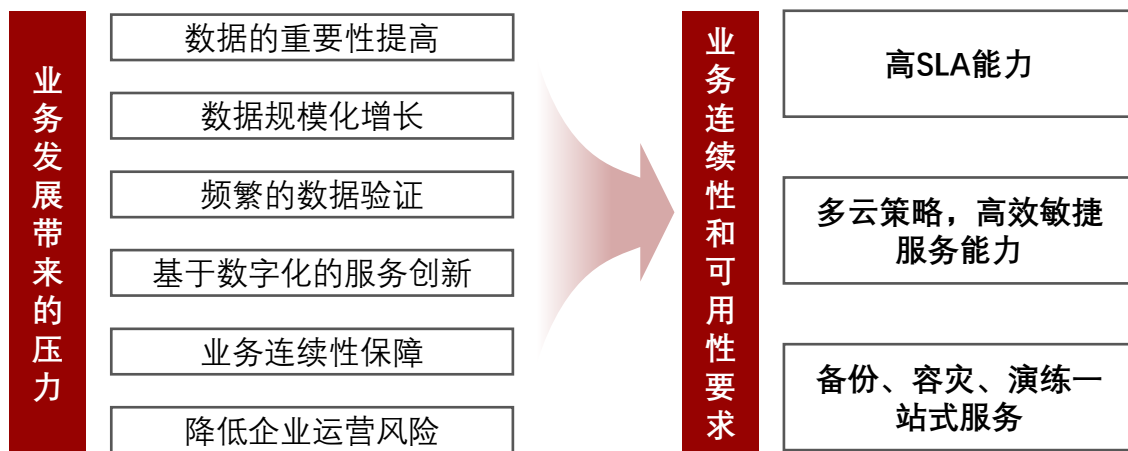 业务发展带来的压力
数据的重要性提高
数据规模化增长
频繁的数据验证
基于数字化的服务创新
业务连续性保障
降低企业运营风险
业务连续性和可用性要求
高SLA能力
多云策略，高效敏捷
服务能力
备份、容灾、演练一
站式服务